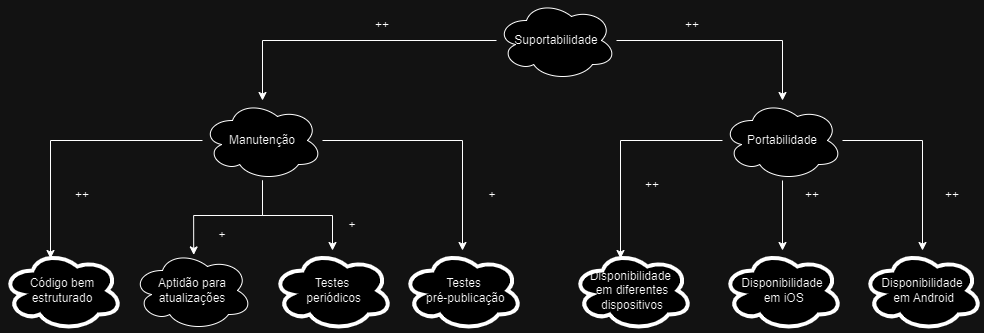 ++
++
Suportabilidade
Manutenção
Portabilidade
++
+
+
+
++
++
++
Código bem
estruturado
Aptidão para
atualizações
Testes
periódicos
Testes
pré-publicação
Disponibilidade
em diferentes
dispositivos
Disponibilidade
em iOS
Disponibilidade
em Android